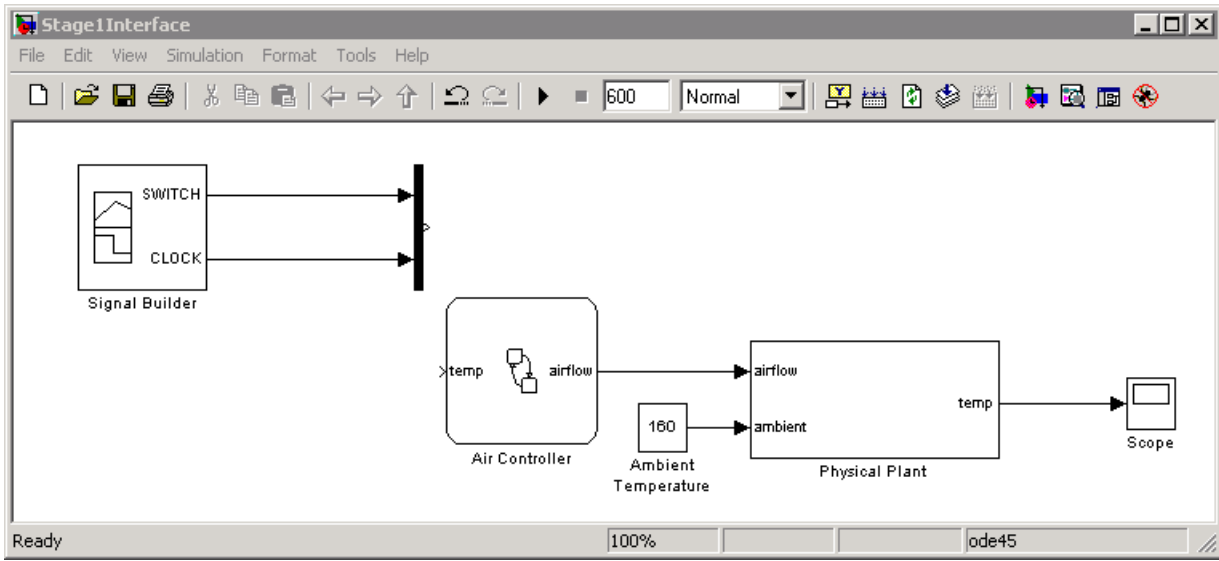 Stage1Interface
File Edit View Simulation Format Tools Help
600 Normal
SWITCH
CLOCK
Signal Builder
temp airflow
Air Controller
160
Ambient
Temperature
airflow
temp
ambient
Physical Plant
Scope
Ready 100% ode45